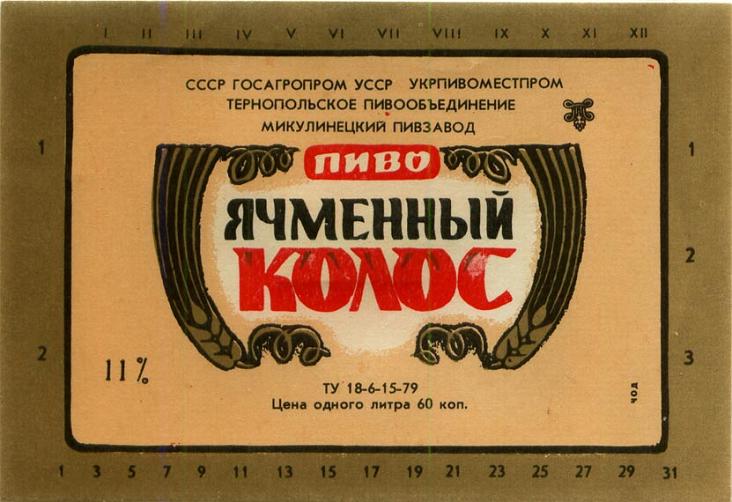 I II III IV V VI VII VIII IX X XI XII
СССР ГОСАГРОПРОМ УССР УКРПИВОМЕСТПРОМ
ТЕРНОПОЛЬСКОЕ ПИВООБЪЕДИНЕНИЕ
МИКУЛИНЕЦКИЙ ПИВЗАВОД
1
1
ПИВО
ЯЧМЕННЫЙ
КОЛОС
2
2
3
11%
ТУ 18-6-15-79
Цена одного литра 60 коп.
ЧОД
1 3 5 7 9 11 13 15 17 19 21 23 25 27 29 31